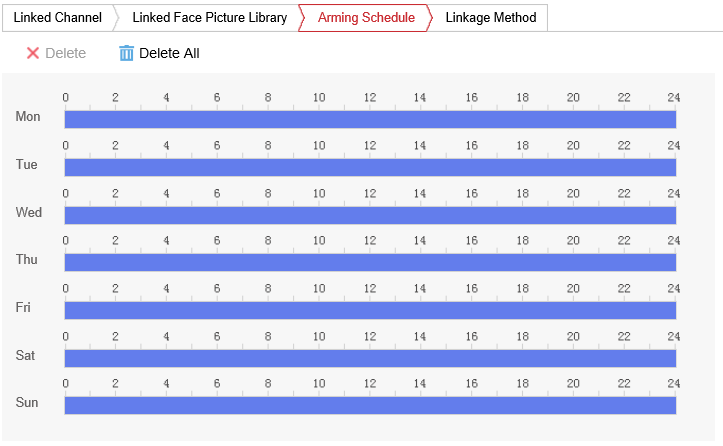 Linked Channel Linked Face Picture Library Arming Schedule Linkage Method
Delete Delete All
0 2 4 6 8 10 12 14 16 18 20 22 24
Mon
0 2 4 6 8 10 12 14 16 18 20 22 24
Tue
0 2 4 6 8 10 12 14 16 18 20 22 24
Wed
0 2 4 6 8 10 12 14 16 18 20 22 24
Thu
0 2 4 6 8 10 12 14 16 18 20 22 24
Fri
0 2 4 6 8 10 12 14 16 18 20 22 24
Sat
0 2 4 6 8 10 12 14 16 18 20 22 24
Sun